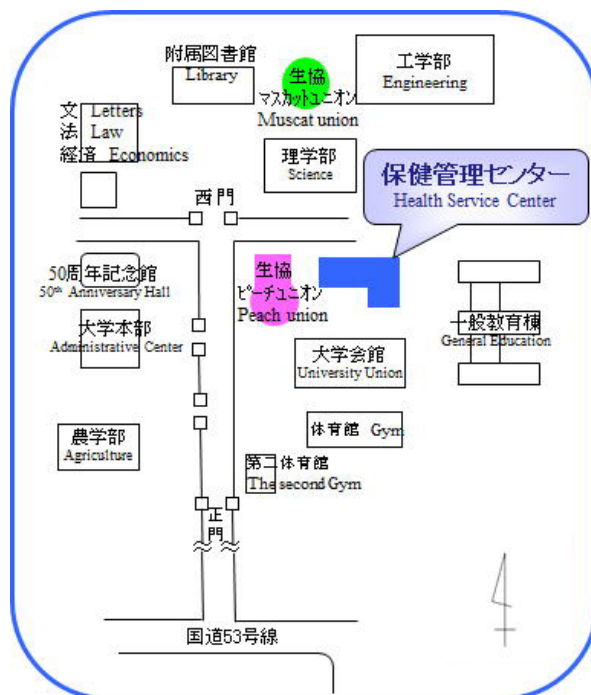 附属図書館
Library
生協
マスカットユニオン
Muscat union
工学部
Engineering
文 Letters
法 Law
経済 Economics
理学部
Science
保健管理センター
Health Service Center
西門
50周年記念館
50th Anniversary Hall
生協
ピーチユニオン
Peach union
大学本部
Administrative Center
一般教育棟
General Education
大学会館
University Union
体育館 Gym
農学部
Agriculture
第二体育館
The second Gym
正門
国道53号線